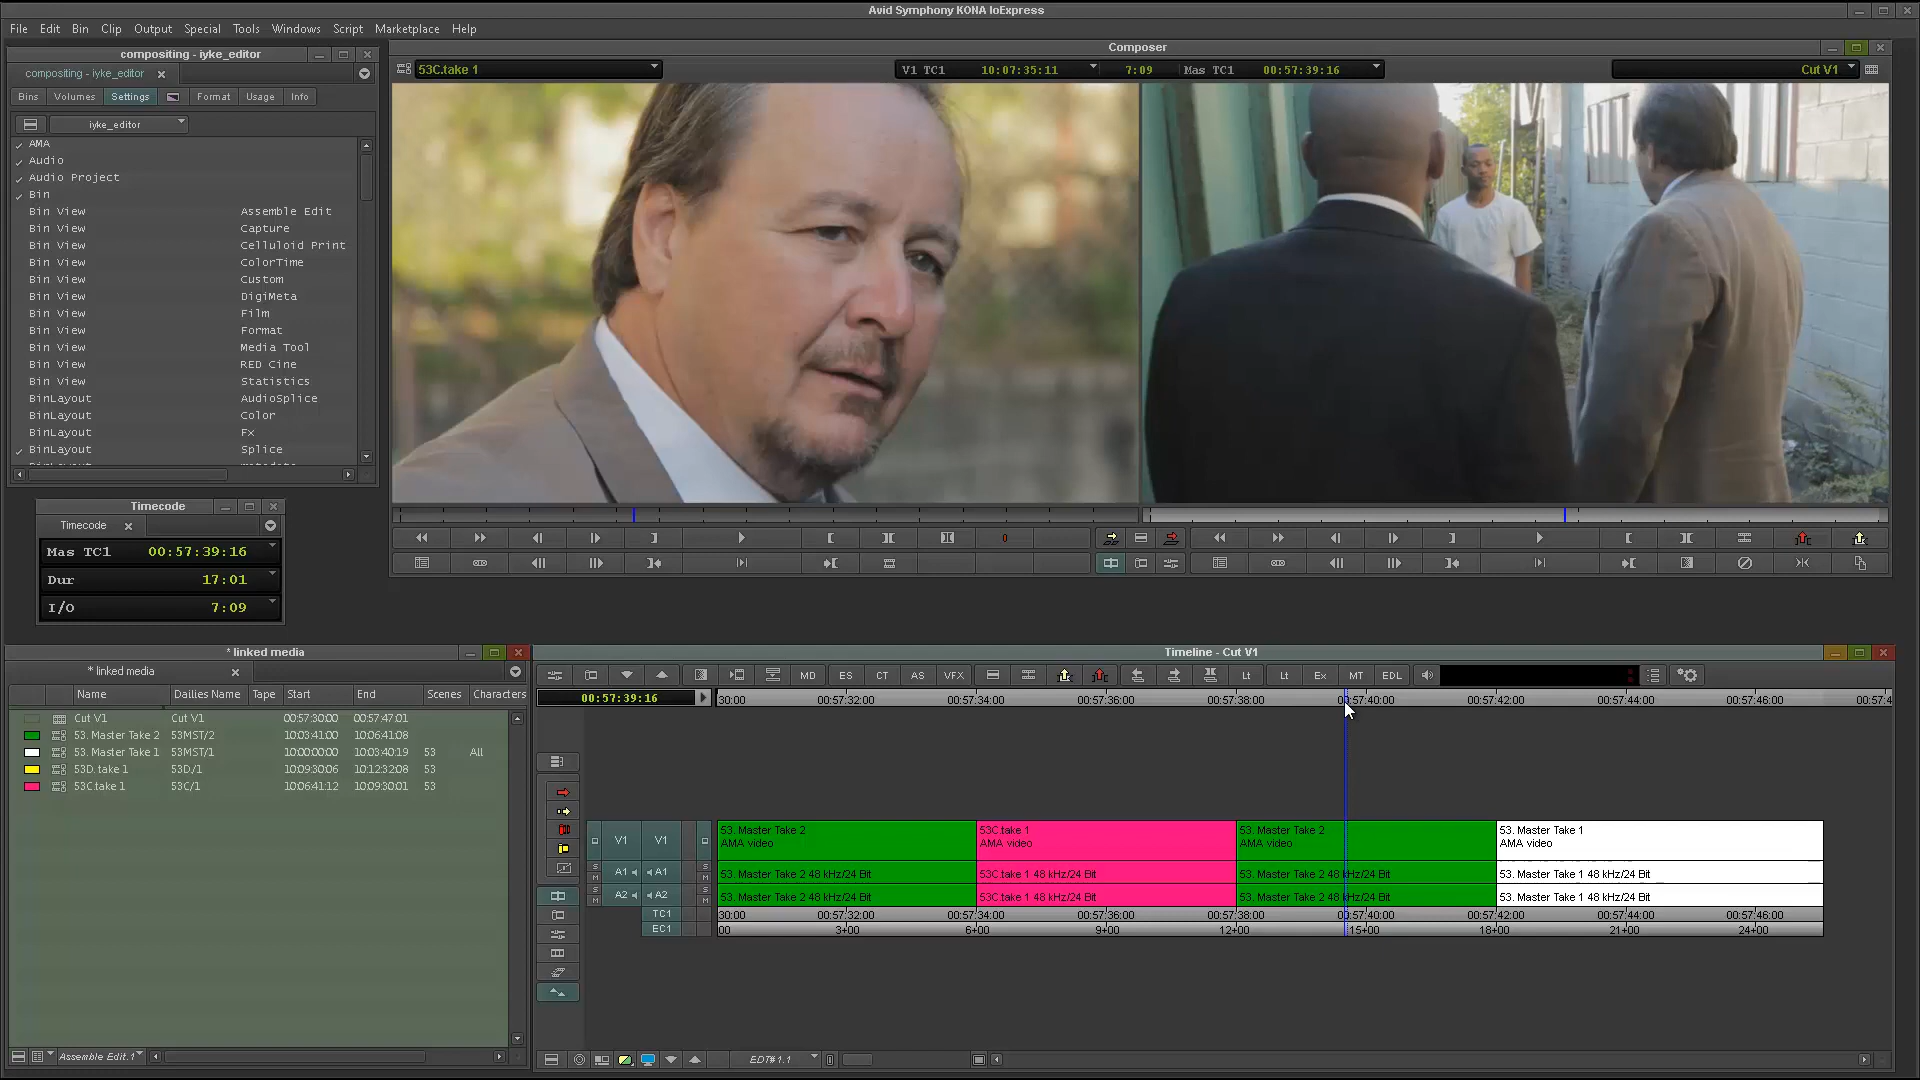 Avid Symphony KONA IoExpress
File Edit Bin Clip Output Special Tools Windows Script Marketplace Help
compositing - iyke_editor
compositing - iyke_editor
Bins Volumes Settings Format Usage Info
iyke_editor
AMA
Audio
Audio Project
Bin
Bin View Assemble Edit
Bin View Capture
Bin View Celluloid Print
Bin View ColorTime
Bin View Custom
Bin View DigiMeta
Bin View Film
Bin View Format
Bin View Media Tool
Bin View RED Cine
Bin View Statistics
BinLayout AudioSplice
BinLayout Color
BinLayout Fx
BinLayout Splice
Composer
53C.take 1
V1 TC1 10:07:35:11 7:09 Mas TC1 00:57:39:16
Cut V1
Timecode
Timecode
Mas TC1 00:57:39:16
Dur 17:01
I/O 7:09
* linked media
* linked media
Name Dailies Name Tape Start End Scenes Characters
Cut V1 Cut V1 00:57:30:00 00:57:47:01
53. Master Take 2 53MST/2 10:03:41:00 10:06:41:08
53. Master Take 1 53MST/1 10:00:00:00 10:03:40:19 53 All
53D. take 1 53D/1 10:09:30:06 10:12:32:08 53
53C.take 1 53C/1 10:06:41:12 10:09:30:01 53
Assemble Edit.1
Timeline - Cut V1
MD ES CT AS VFX Lt Lt Ex MT EDL
00:57:39:16
30:00 00:57:32:00 00:57:34:00 00:57:36:00 00:57:38:00 00:57:40:00 00:57:42:00 00:57:44:00 00:57:46:00 00:57:4
V1 V1
53. Master Take 2
AMA video
53C.take 1
AMA video
53. Master Take 2
AMA video
53. Master Take 1
AMA video
S
M
A1 A1
S
M
53. Master Take 2 48 kHz/24 Bit 53C.take 1 48 kHz/24 Bit 53. Master Take 2 48 kHz/24 Bit 53. Master Take 1 48 kHz/24 Bit
S
M
A2 A2
S
M
53. Master Take 2 48 kHz/24 Bit 53C.take 1 48 kHz/24 Bit 53. Master Take 2 48 kHz/24 Bit 53. Master Take 1 48 kHz/24 Bit
TC1 30:00 00:57:32:00 00:57:34:00 00:57:36:00 00:57:38:00 00:57:40:00 00:57:42:00 00:57:44:00 00:57:46:00
EC1 00 3+00 6+00 9+00 12+00 15+00 18+00 21+00 24+00
EDT# 1.1